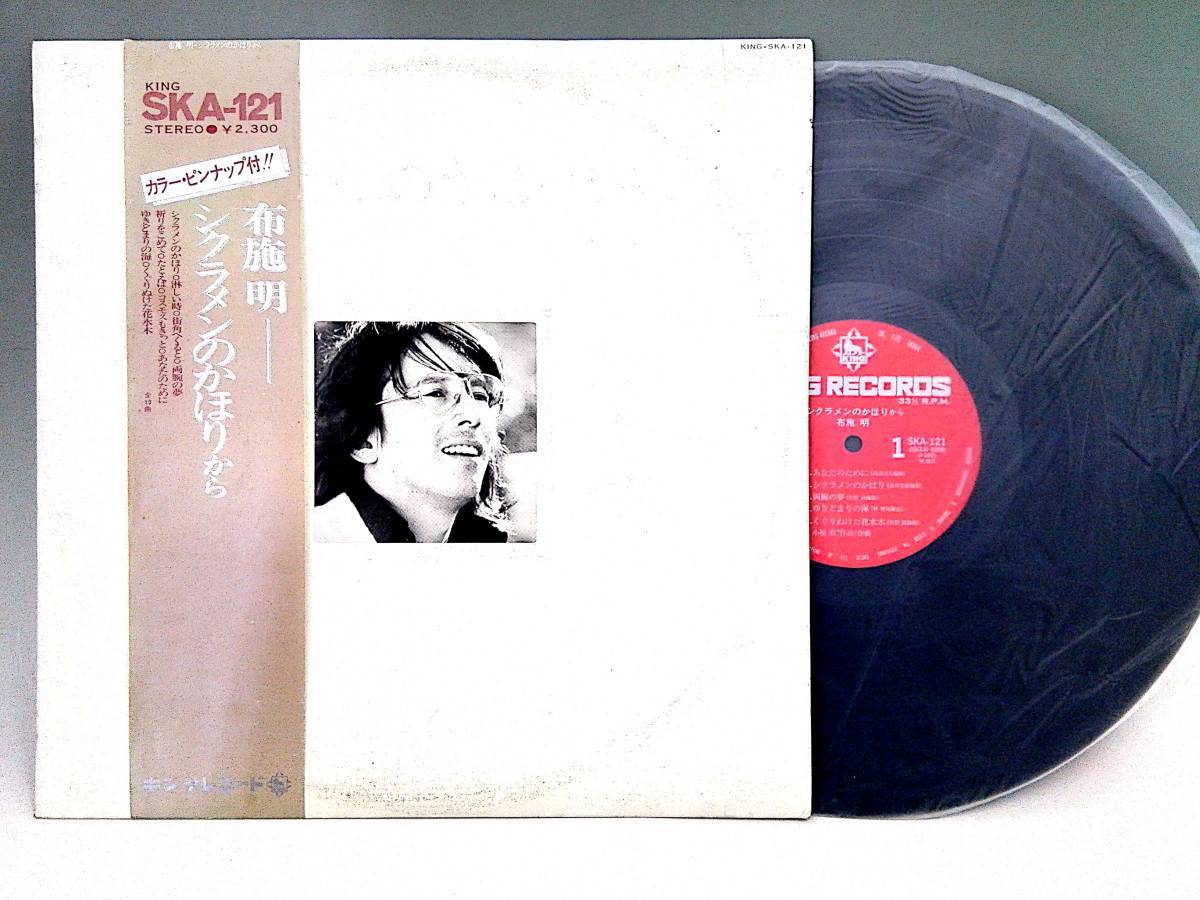 布施 明・シクラメンのかほりから
KING・SKA-121
KING
SKA-121
STEREO ¥2,300
カラー・ピンナップ付!!
布施 明
シクラメンのかほりから
シクラメンのかほり○淋しい時○街角へくると○両腕の夢
祈りをこめて○たとえば○コスモスもきっと○あなたのために
ゆきどまりの海○くぐりぬけた花水木
全10曲
キングレコード
KING
G RECORDS
33⅓ R.P.M.
シクラメンのかほりから
布施 明
1
SKA-121
あなたのために
シクラメンのかほり
両腕の夢
ゆきどまりの海
くぐりぬけた花水木